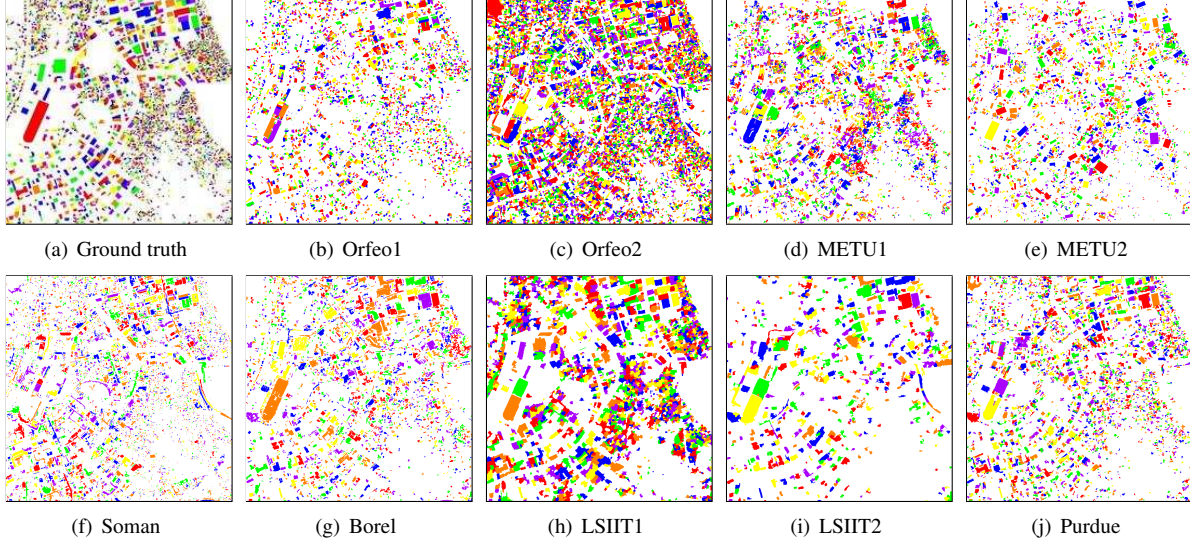 (a) Ground truth
(b) Orfeo1
(c) Orfeo2
(d) METU1
(e) METU2
(f) Soman
(g) Borel
(h) LSIIT1
(i) LSIIT2
(j) Purdue